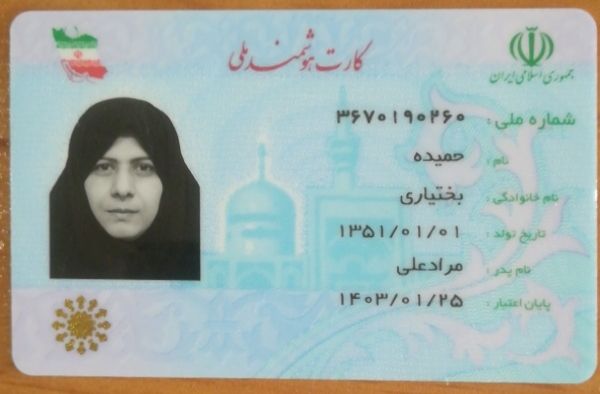 کارت هوشمند ملی
جمهوری اسلامی ایران
شماره ملی: ۳۶۷۰۱۹۰۲۶۰
نام: حمیده
نام خانوادگی: بختیاری
تاریخ تولد: ۱۳۵۱/۰۱/۰۱
نام پدر: مرادعلی
پایان اعتبار: ۱۴۰۳/۰۱/۲۵